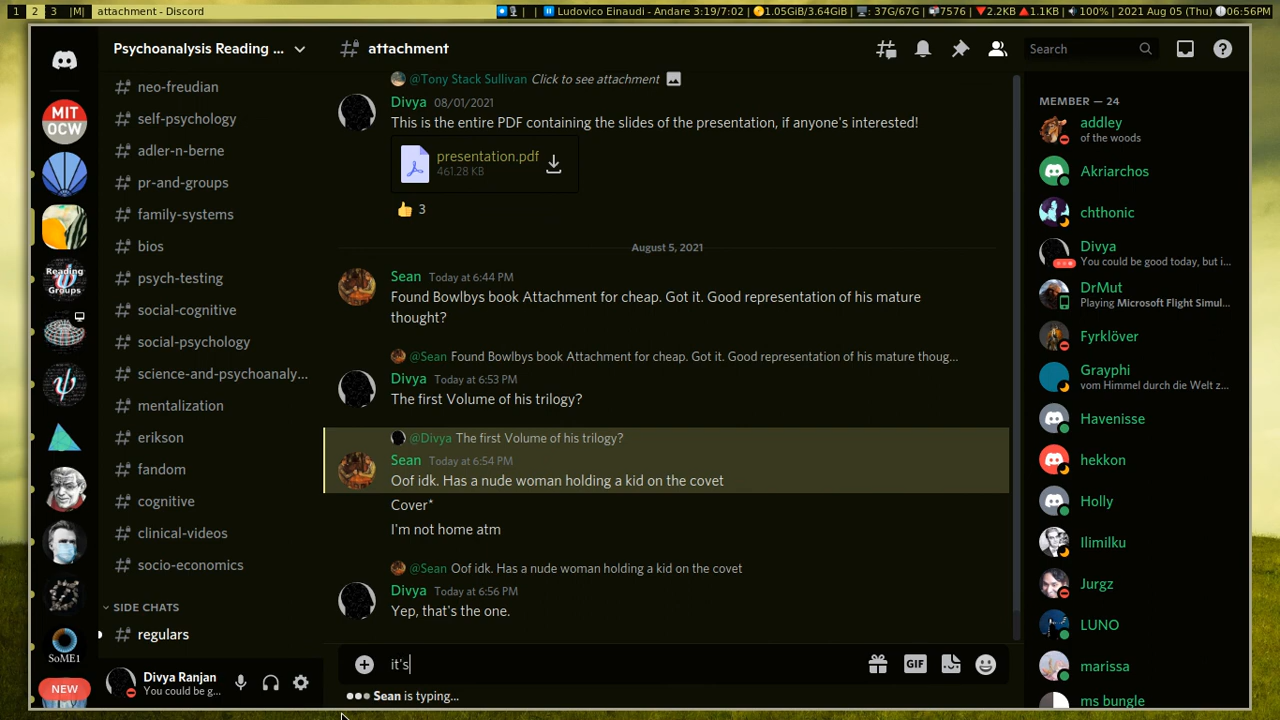 1 2 3 |M| attachment - Discord | | Ludovico Einaudi - Andare 3:19/7:02 | 1.05GiB/3.64GiB | : 37G/67G | 7576 | ▼2.2KB ▲1.1KB | 100% | 2021 Aug 05 (Thu) | 06:56PM
Psychoanalysis Reading ...
attachment
Search
neo-freudian
self-psychology
adler-n-berne
pr-and-groups
family-systems
bios
psych-testing
social-cognitive
social-psychology
science-and-psychoanaly...
mentalization
erikson
fandom
cognitive
clinical-videos
socio-economics
SIDE CHATS
regulars
MIT
OCW
Reading
Groups
SoME1
NEW
Divya Ranjan
You could be g...
@Tony Stack Sullivan Click to see attachment
Divya 08/01/2021
This is the entire PDF containing the slides of the presentation, if anyone's interested!
presentation.pdf
461.28 KB
3
August 5, 2021
Sean Today at 6:44 PM
Found Bowlbys book Attachment for cheap. Got it. Good representation of his mature
thought?
@Sean Found Bowlbys book Attachment for cheap. Got it. Good representation of his mature thoug...
Divya Today at 6:53 PM
The first Volume of his trilogy?
@Divya The first Volume of his trilogy?
Sean Today at 6:54 PM
Oof idk. Has a nude woman holding a kid on the covet
Cover*
I'm not home atm
@Sean Oof idk. Has a nude woman holding a kid on the covet
Divya Today at 6:56 PM
Yep, that's the one.
it's
GIF
Sean is typing...
MEMBER — 24
addley
of the woods
Akriarchos
chthonic
Divya
You could be good today, but i...
DrMut
Playing Microsoft Flight Simul...
Fyrklöver
Grayphi
vom Himmel durch die Welt z...
Havenisse
hekkon
Holly
Ilimilku
Jurgz
LUNO
marissa
ms bungle